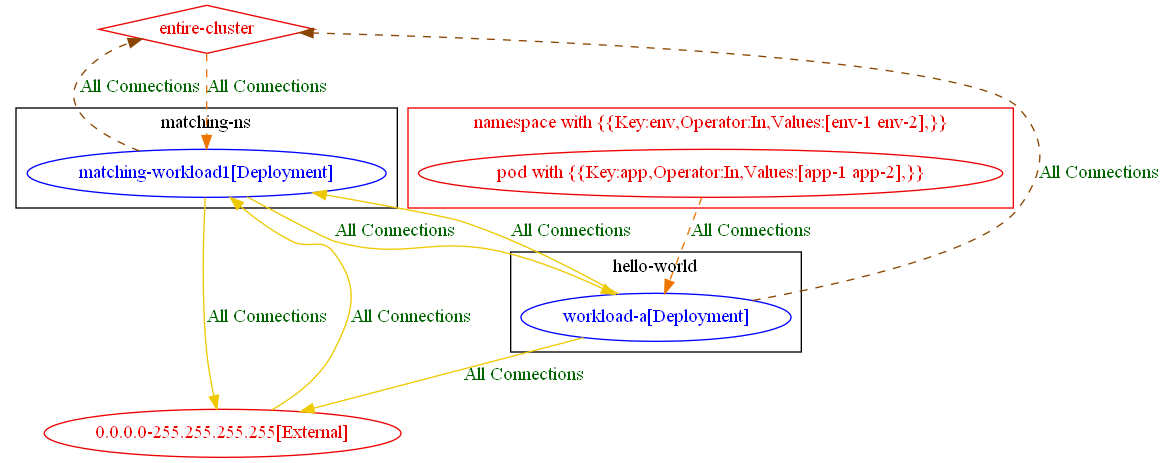 entire-cluster
All Connections
All Connections
matching-ns
namespace with {{Key:env,Operator:In,Values:[env-1 env-2],}}
matching-workload1[Deployment]
pod with {{Key:app,Operator:In,Values:[app-1 app-2],}}
All Connections
All Connections
All Connections
All Connections
hello-world
All Connections
All Connections
workload-a[Deployment]
All Connections
0.0.0.0-255.255.255.255[External]